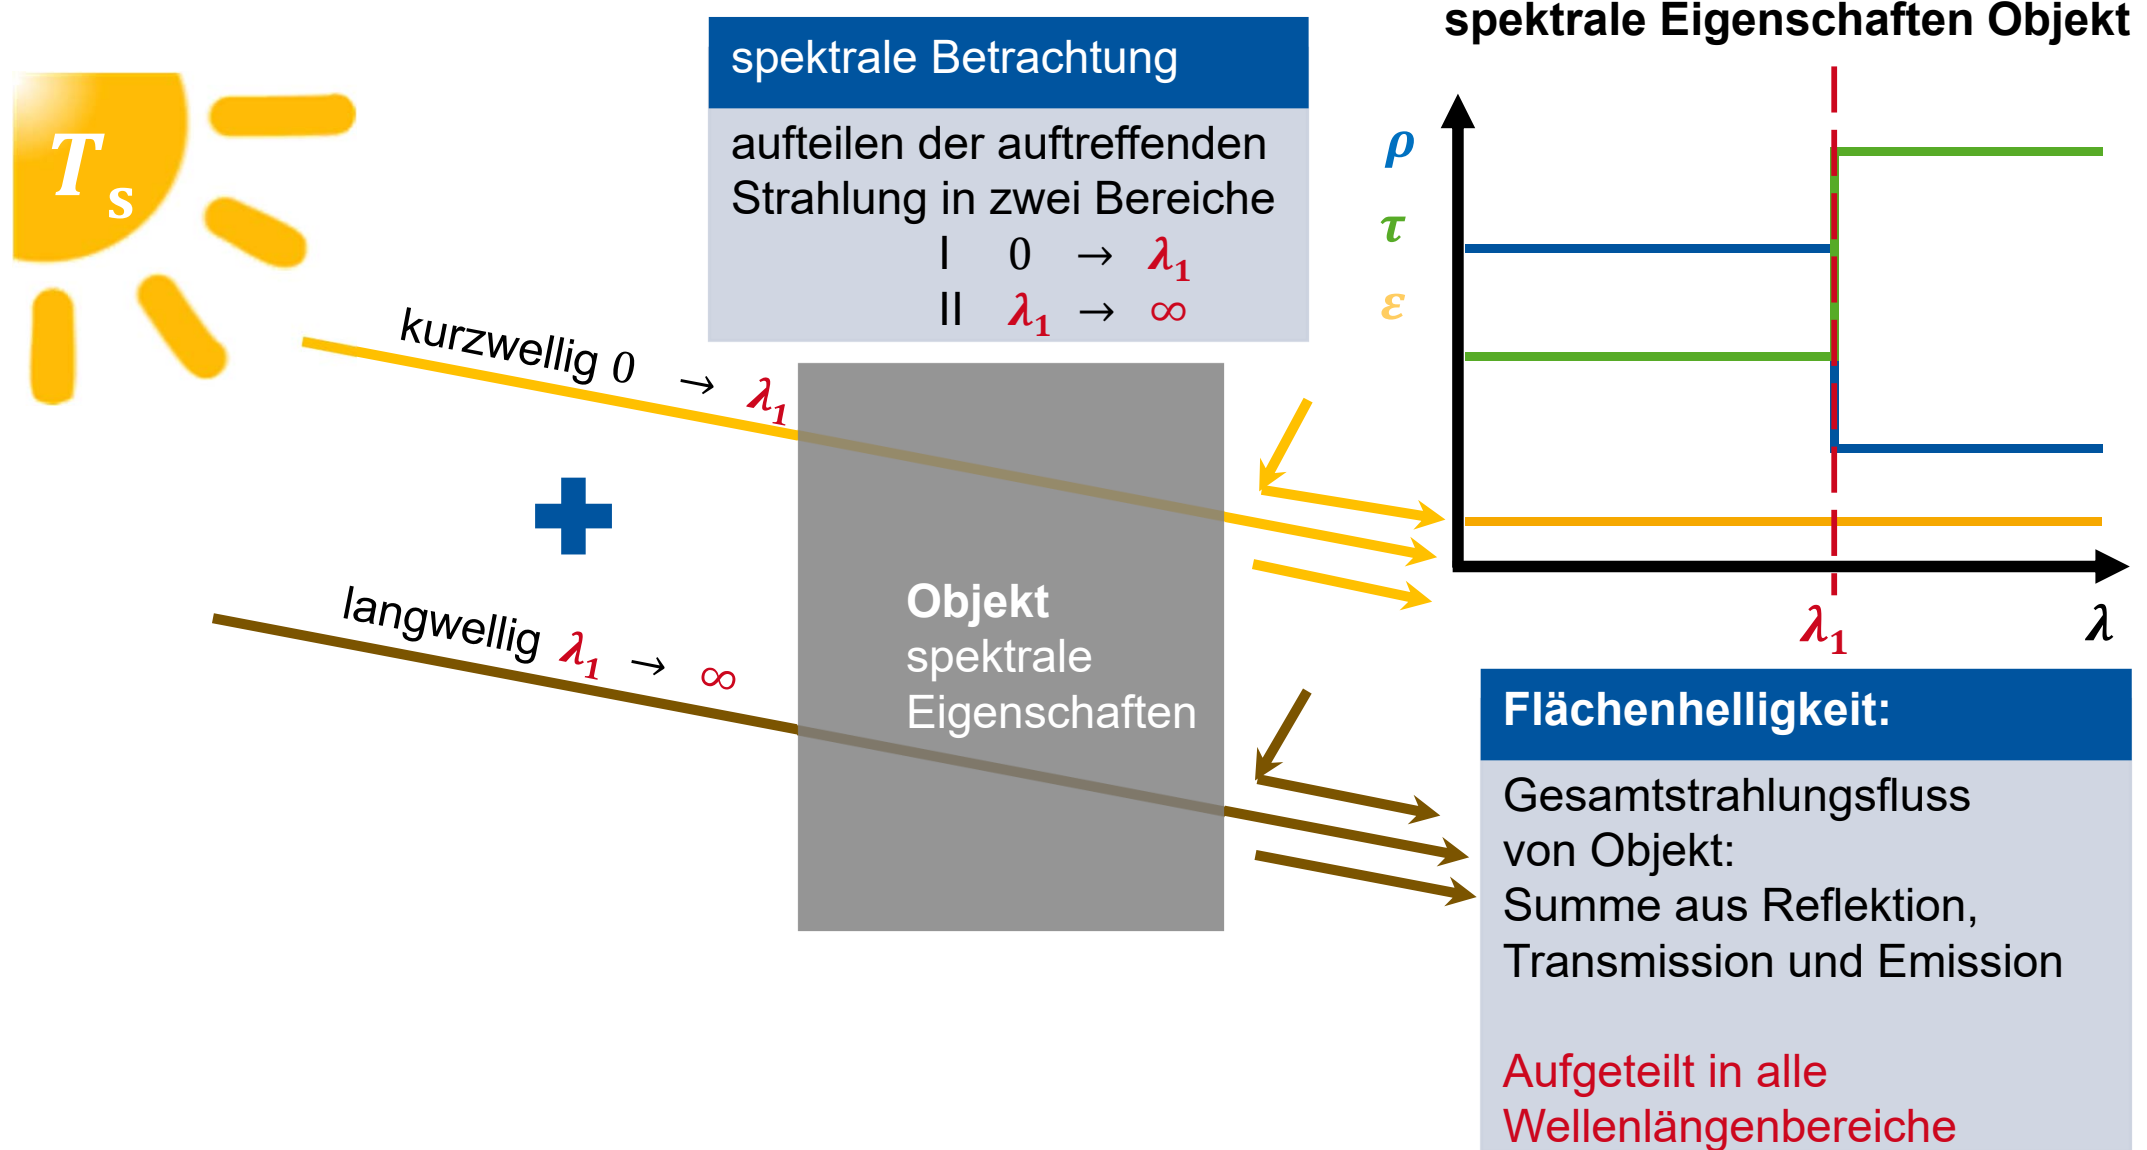 spektrale Eigenschaften Objekt
spektrale Betrachtung
aufteilen der auftreffenden
Strahlung in zwei Bereiche
I 0 → λ₁
II λ₁ → ∞
T s
ρ
τ
ε
kurzwellig 0 → λ₁
langwellig λ₁ → ∞
Objekt
spektrale
Eigenschaften
λ₁ λ
Flächenhelligkeit:
Gesamtstrahlungsfluss
von Objekt:
Summe aus Reflektion,
Transmission und Emission
Aufgeteilt in alle
Wellenlängenbereiche